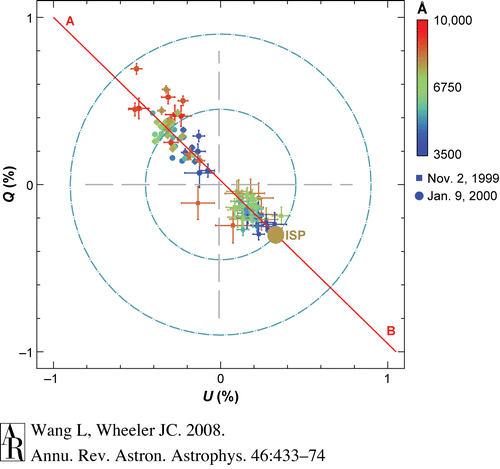 1
0
−1
Q (%)
A
B
ISP
−1
0
1
U (%)
Å
10,000
6750
3500
Nov. 2, 1999
Jan. 9, 2000
AR
Wang L, Wheeler JC. 2008.
Annu. Rev. Astron. Astrophys. 46:433–74